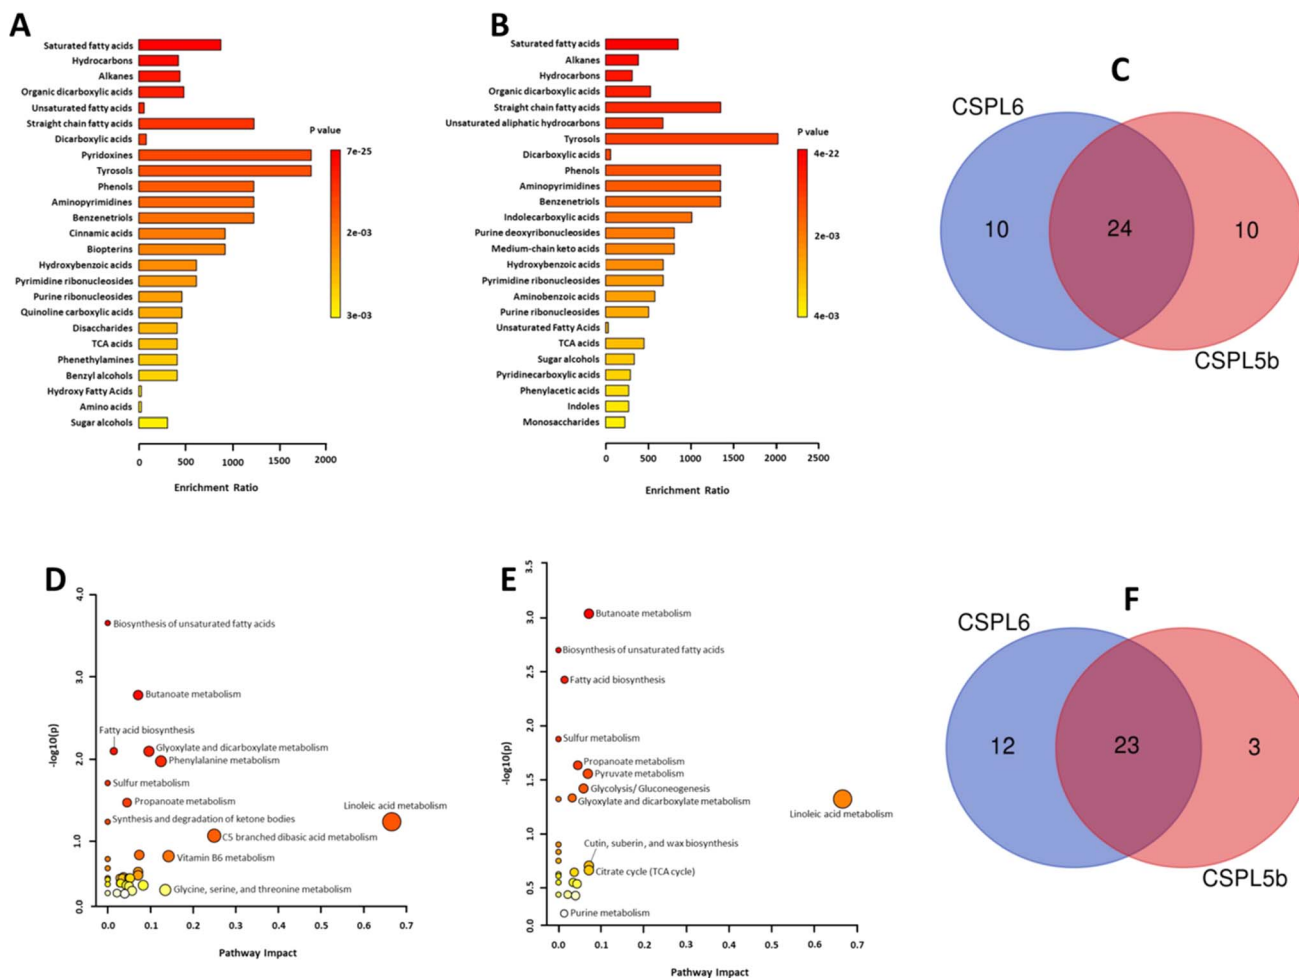 A
Saturated fatty acids
Hydrocarbons
Alkanes
Organic dicarboxylic acids
Unsaturated fatty acids
Straight chain fatty acids
Dicarboxylic acids
Pyridoxines
Tyrosols
Phenols
Aminopyrimidines
Benzenetriols
Cinnamic acids
Biopterins
Hydroxybenzoic acids
Pyrimidine ribonucleosides
Purine ribonucleosides
Quinoline carboxylic acids
Disaccharides
TCA acids
Phenethylamines
Benzyl alcohols
Hydroxy Fatty Acids
Amino acids
Sugar alcohols
0 500 1000 1500 2000
Enrichment Ratio
P value
7e-25
2e-03
3e-03
B
Saturated fatty acids
Alkanes
Hydrocarbons
Organic dicarboxylic acids
Straight chain fatty acids
Unsaturated aliphatic hydrocarbons
Tyrosols
Dicarboxylic acids
Phenols
Aminopyrimidines
Benzenetriols
Indolecarboxylic acids
Purine deoxyribonucleosides
Medium-chain keto acids
Hydroxybenzoic acids
Pyrimidine ribonucleosides
Aminobenzoic acids
Purine ribonucleosides
Unsaturated Fatty Acids
TCA acids
Sugar alcohols
Pyridinecarboxylic acids
Phenylacetic acids
Indoles
Monosaccharides
0 500 1000 1500 2000 2500
Enrichment Ratio
P value
4e-22
2e-03
4e-03
C
CSPL6
10 24 10
CSPL5b
D
4.0
3.0
2.0
1.0
0.0
-log10(p)
Biosynthesis of unsaturated fatty acids
Butanoate metabolism
Fatty acid biosynthesis
Glyoxylate and dicarboxylate metabolism
Phenylalanine metabolism
Sulfur metabolism
Propanoate metabolism
Linoleic acid metabolism
Synthesis and degradation of ketone bodies
C5 branched dibasic acid metabolism
Vitamin B6 metabolism
Glycine, serine, and threonine metabolism
0.0 0.1 0.2 0.3 0.4 0.5 0.6 0.7
Pathway Impact
E
3.5
3.0
2.5
2.0
1.5
1.0
0.5
0.0
-log10(p)
Butanoate metabolism
Biosynthesis of unsaturated fatty acids
Fatty acid biosynthesis
Sulfur metabolism
Propanoate metabolism
Pyruvate metabolism
Glycolysis/ Gluconeogenesis
Glyoxylate and dicarboxylate metabolism
Linoleic acid metabolism
Cutin, suberin, and wax biosynthesis
Citrate cycle (TCA cycle)
Purine metabolism
0.0 0.1 0.2 0.3 0.4 0.5 0.6 0.7
Pathway Impact
F
CSPL6
12 23 3
CSPL5b